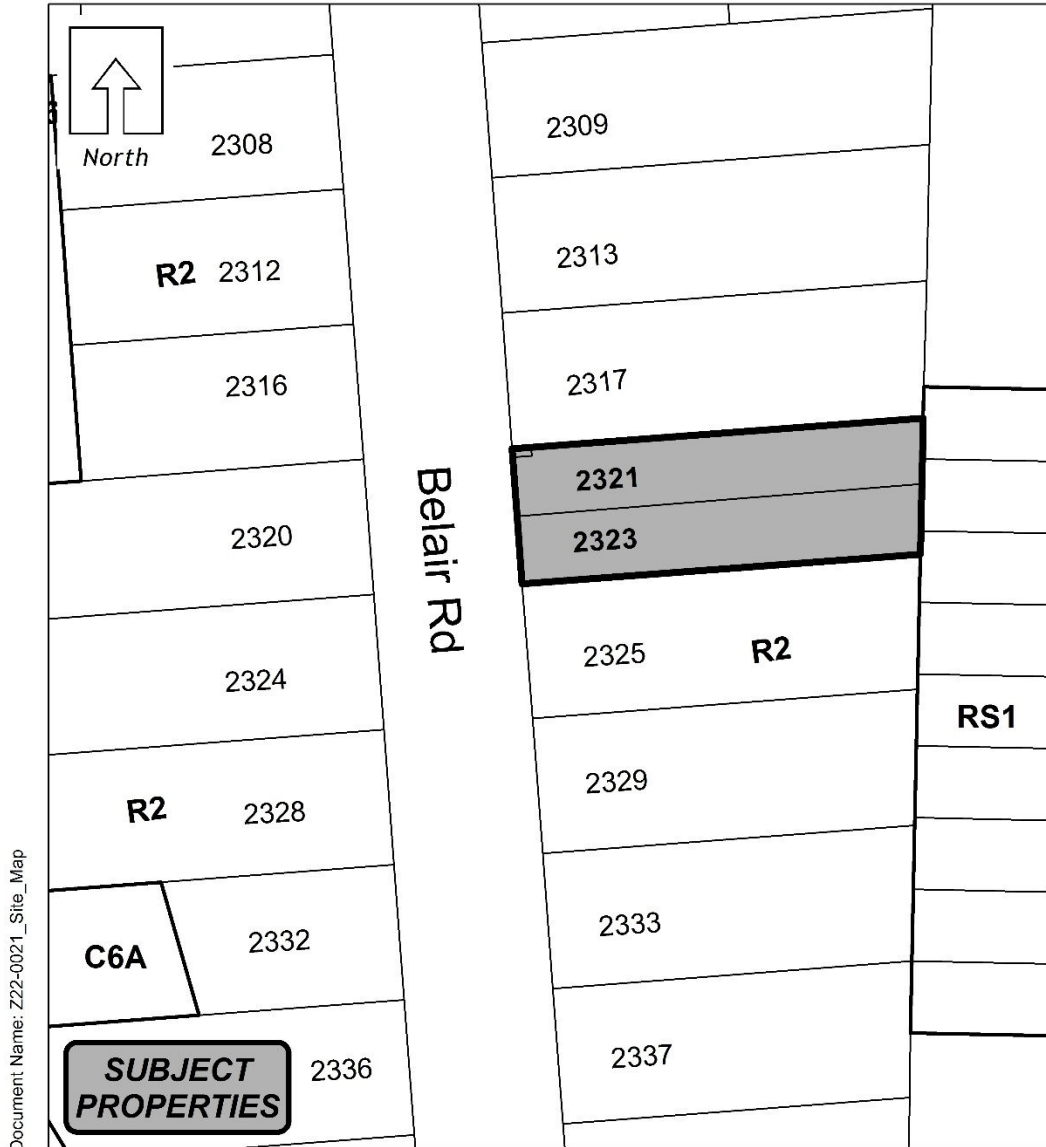 North
2308
2309
R2 2312
2313
2316
2317
2321
2323
2320
Belair Rd
2325 R2
2324
RS1
2329
R2 2328
2333
C6A 2332
2337
2336
SUBJECT
PROPERTIES
Document Name: Z22-0021_Site_Map